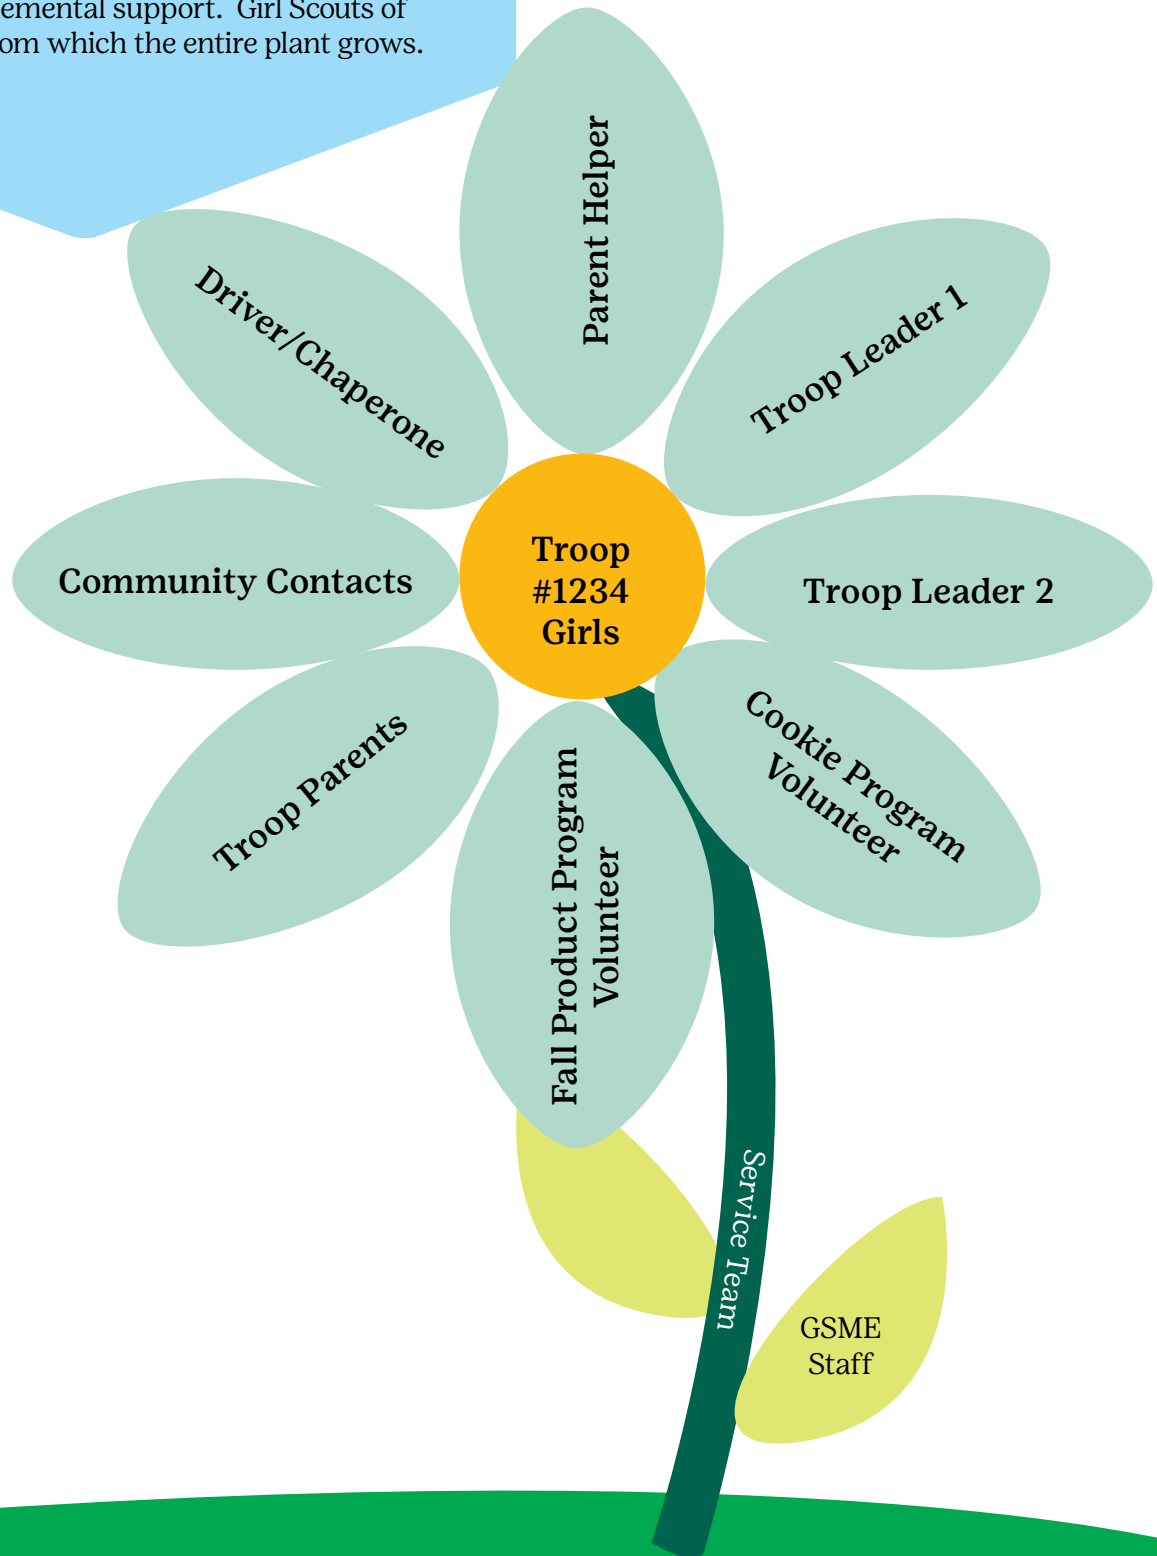 emental support.  Girl Scouts of
om which the entire plant grows.
Parent Helper
Driver/Chaperone
Troop Leader 1
Community Contacts
Troop
#1234
Girls
Troop Leader 2
Troop Parents
Fall Product Program
Volunteer
Cookie Program
Volunteer
Service Team
GSME
Staff